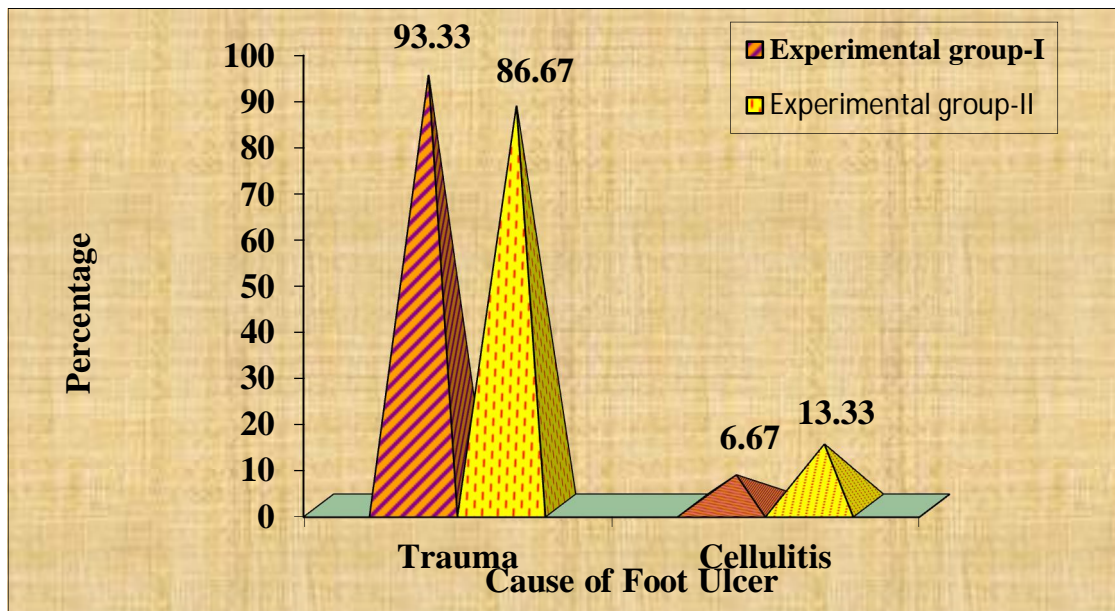 93.33
86.67
Experimental group-I
Experimental group-II
100
90
80
70
60
50
40
30
20
10
0
Percentage
6.67
13.33
Trauma
Cellulitis
Cause of Foot Ulcer